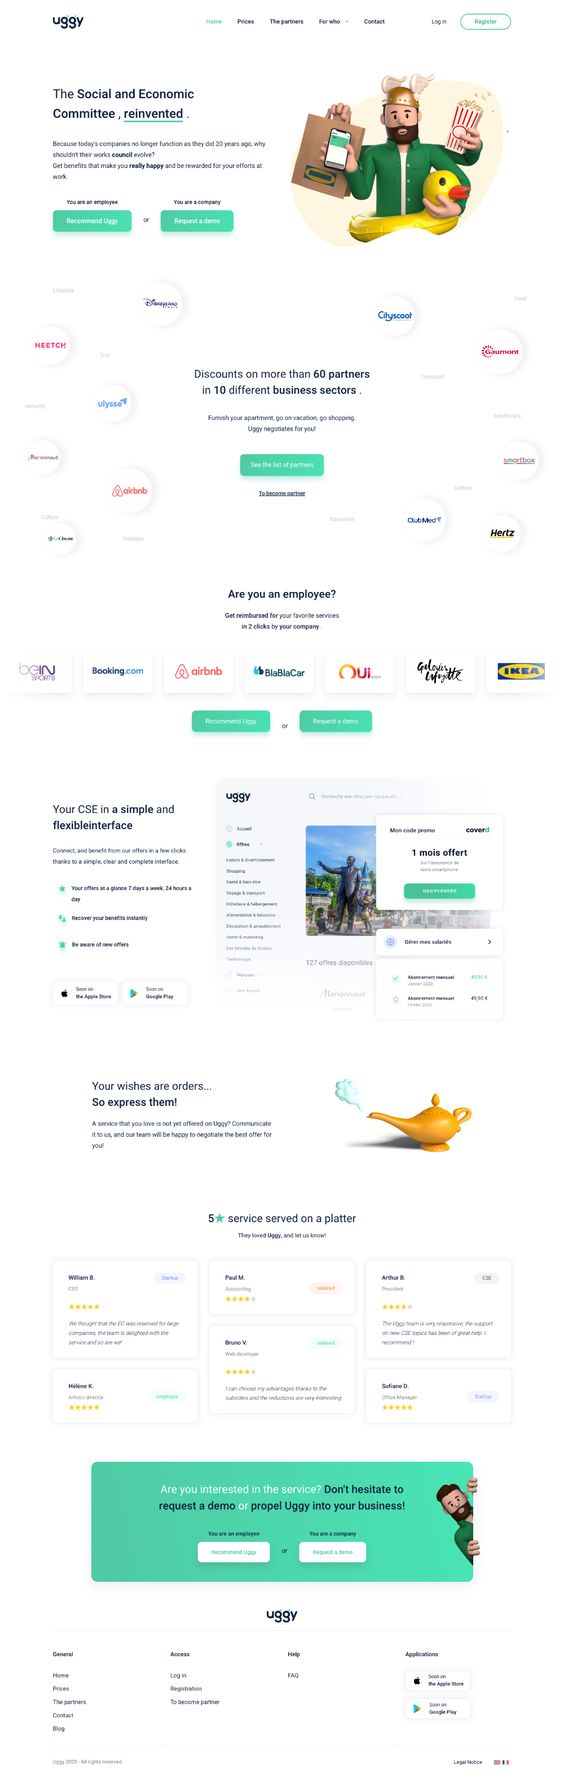 uggy
Home
Prices
The partners
For who
Contact
Log in
Register
The Social and Economic
Committee , reinvented .
Because today's companies no longer function as they did 20 years ago, why
shouldn't their works council evolve?
Get benefits that make you really happy and be rewarded for your efforts at
work.
You are an employee
You are a company
Recommend Uggy
or
Request a demo
Lifestyle
Disneyland
Cityscoot
Food
HEETCH
Gaumont
Trip
Discounts on more than 60 partners
in 10 different business sectors .
Transport
ulysse
security
Furnish your apartment, go on vacation, go shopping.
Uggy negotiates for you!
Service pro
Marionnaud
See the list of partners
smartbox
airbnb
To become partner
Culture
Culture
Education
ClubMed
Hertz
Hobbies
Are you an employee?
Get reimbursed for your favorite services
in 2 clicks by your company .
beIN
SPORTS
Booking.com
airbnb
BlaBlaCar
OUI
Galeries
Lafayette
IKEA
Recommend Uggy
or
Request a demo
uggy
Recherche une offre, une marque etc...
Your CSE in a simple and
flexibleinterface
Connect, and benefit from our offers in a few clicks
thanks to a simple, clear and complete interface.
Your offers at a glance 7 days a week, 24 hours a
day
Recover your benefits instantly
Be aware of new offers
Soon on
the Apple Store
Soon on
Google Play
Accueil
Offres
Loisirs & divertissement
Shopping
Santé & bien être
Voyage & transport
Hôtellerie & hébergement
Alimentation & boissons
Décoration & ameublement
Vente & marketing
Les besoins du bureau
Technologie
Marques
Mes favoris
127 offres disponibles
Marionnaud
Mon code promo
coverd
1 mois offert
Sur l'assurance de
votre smartphone
UGGYCOVERD
Gérer mes salariés
Abonnement mensuel
49,90 €
Janvier 2020
Abonnement mensuel
49,90 €
Février 2020
Your wishes are orders...
So express them!
A service that you love is not yet offered on Uggy? Communicate
it to us, and our team will be happy to negotiate the best offer for
you!
5★ service served on a platter
They loved Uggy, and let us know!
William B.
Startup
CEO
We thought that the EC was reserved for large
companies, the team is delighted with the
service and so are we!
Paul M.
Accounting
salaried
Arthur B.
CSE
President
The Uggy team is very responsive, the support
on new CSE topics has been of great help. I
recommend !
Bruno V.
salaried
Web developer
I can choose my advantages thanks to the
subsidies and the reductions are very interesting
Hélène K.
Artistic director
employee
Sofiane D.
Office Manager
Startup
Are you interested in the service? Don't hesitate to
request a demo or propel Uggy into your business!
You are an employee
You are a company
Recommend Uggy
or
Request a demo
uggy
General
Home
Prices
The partners
Contact
Blog
Access
Log in
Registration
To become partner
Help
FAQ
Applications
Soon on
the Apple Store
Soon on
Google Play
Uggy 2020 - All rights reserved.
Legal Notice